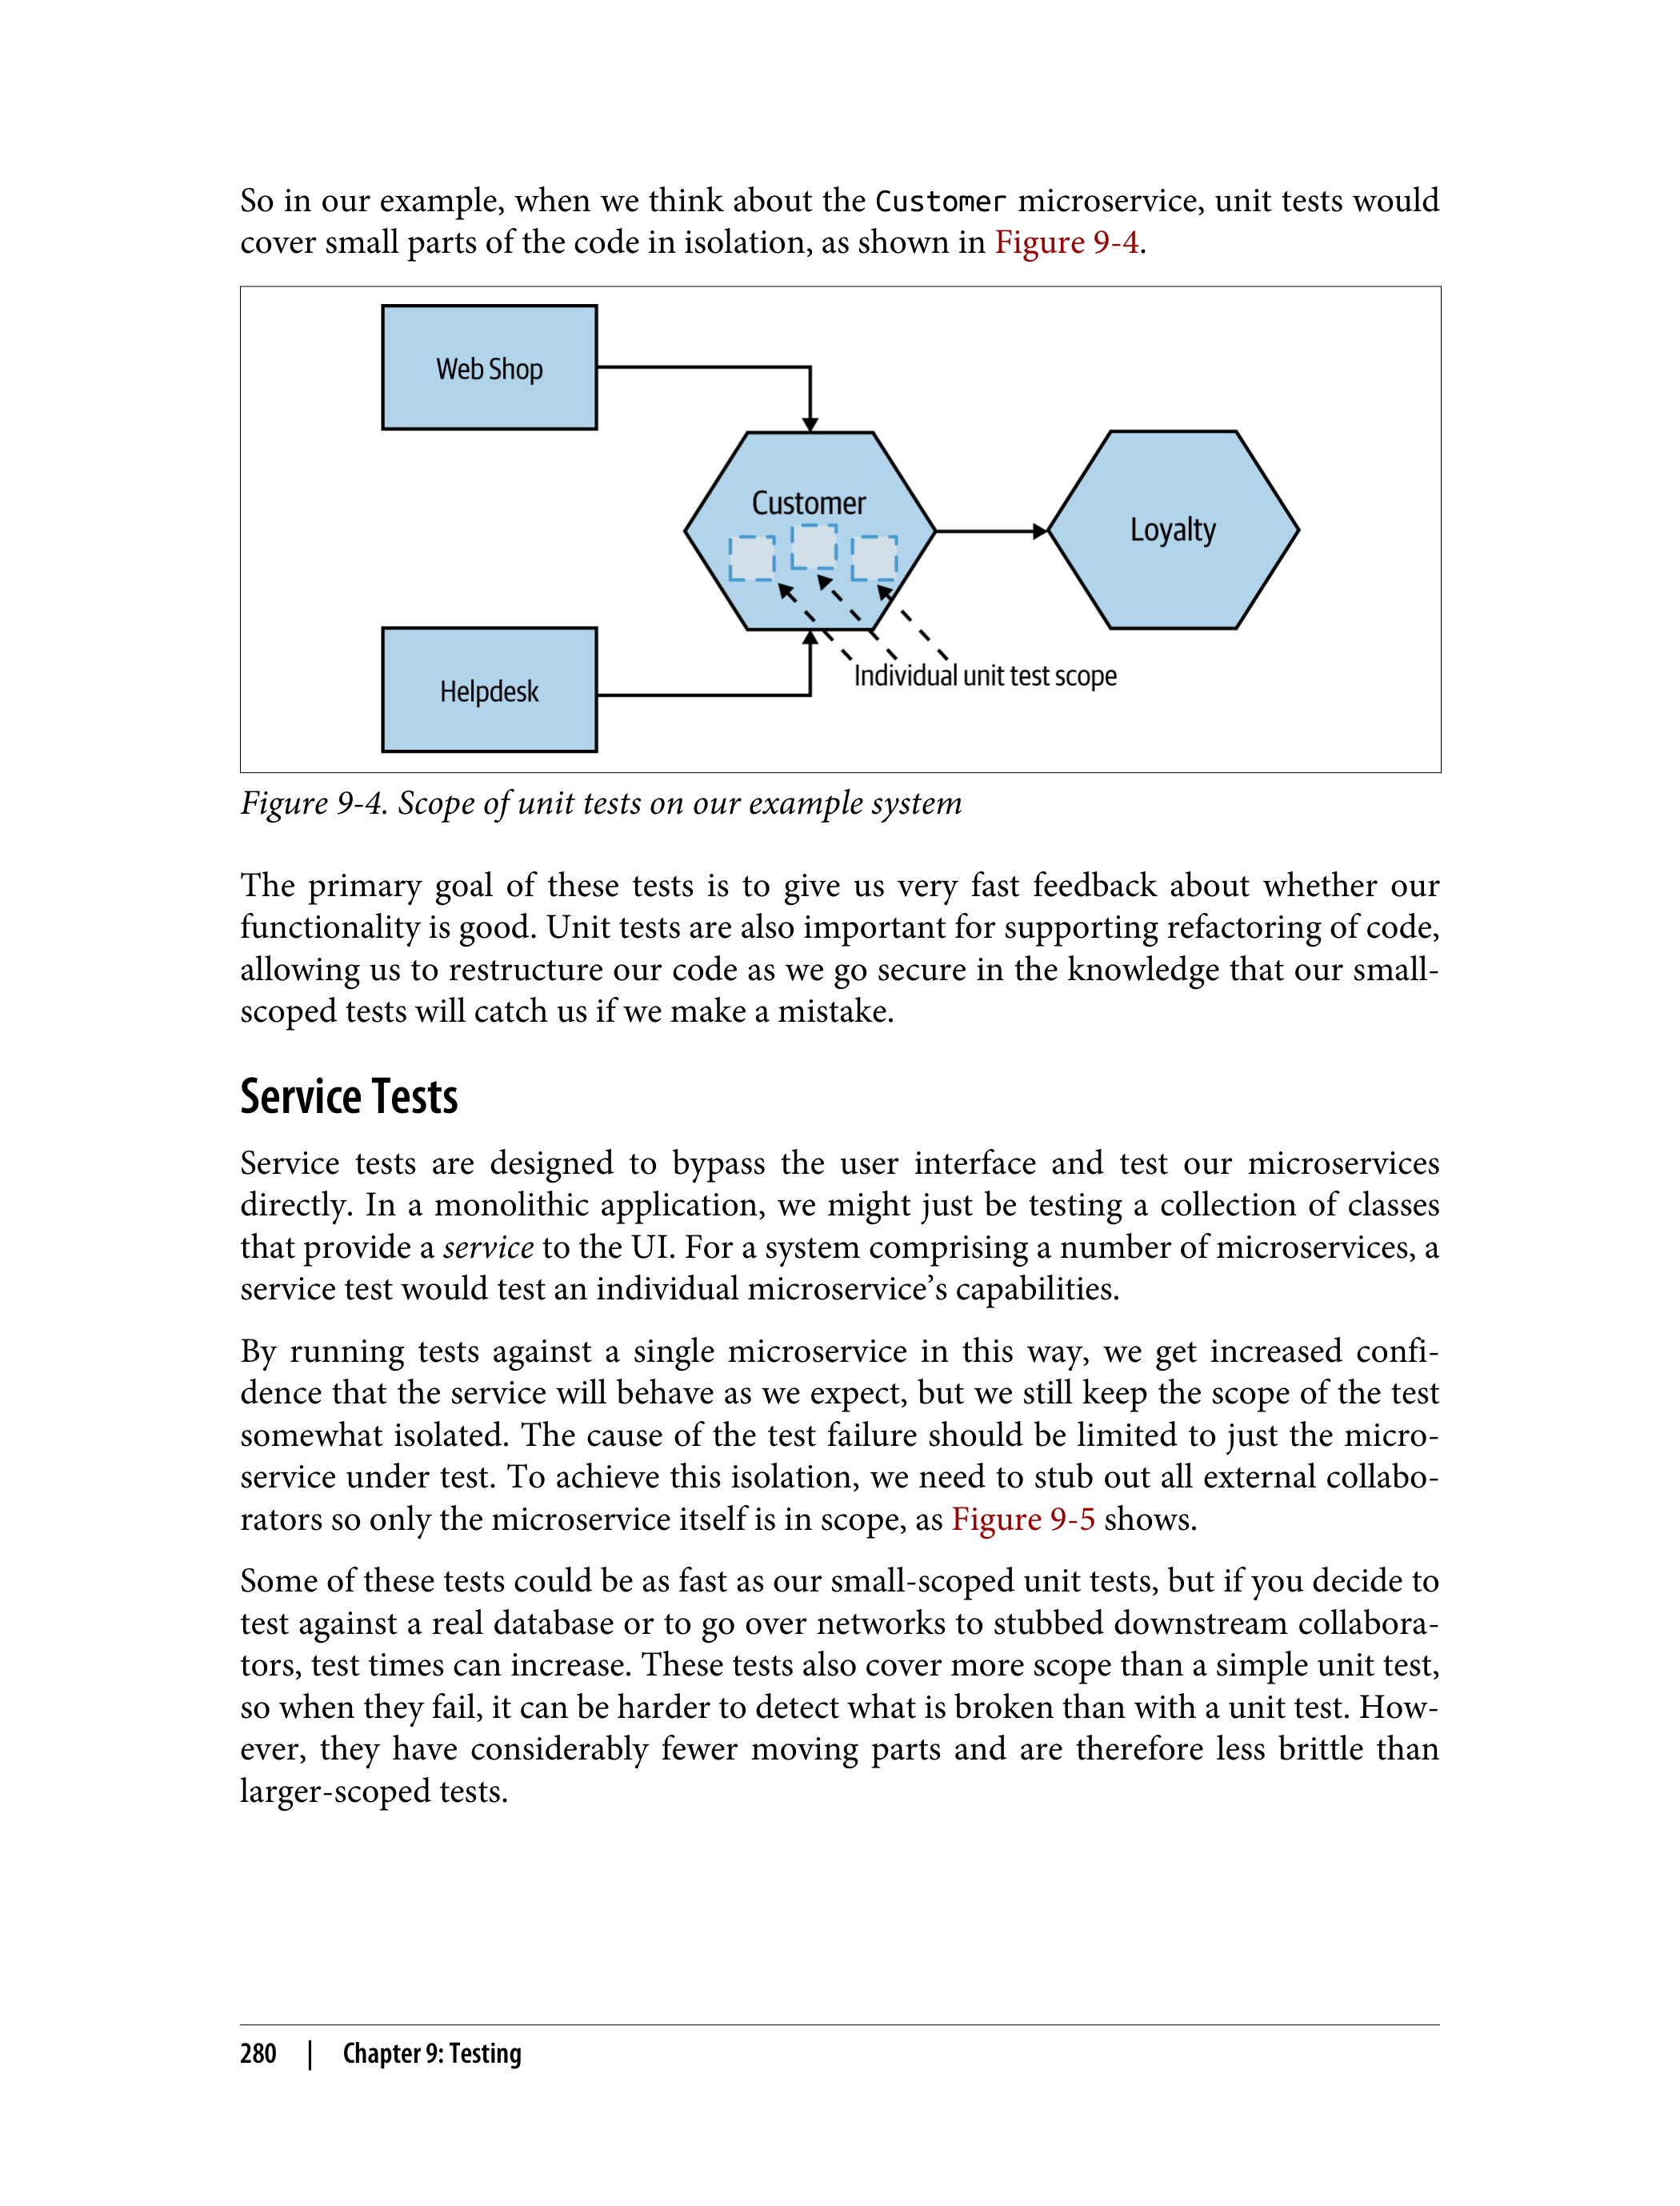 So in our example, when we think about the Customer microservice, unit tests would
cover small parts of the code in isolation, as shown in Figure 9-4.
Web Shop
Customer
Loyalty
Individual unit test scope
Helpdesk
Figure 9-4. Scope of unit tests on our example system
The primary goal of these tests is to give us very fast feedback about whether our
functionality is good. Unit tests are also important for supporting refactoring of code,
allowing us to restructure our code as we go secure in the knowledge that our small-
scoped tests will catch us if we make a mistake.
Service Tests
Service tests are designed to bypass the user interface and test our microservices
directly. In a monolithic application, we might just be testing a collection of classes
that provide a service to the UI. For a system comprising a number of microservices, a
service test would test an individual microservice’s capabilities.
By running tests against a single microservice in this way, we get increased confi-
dence that the service will behave as we expect, but we still keep the scope of the test
somewhat isolated. The cause of the test failure should be limited to just the micro-
service under test. To achieve this isolation, we need to stub out all external collabo-
rators so only the microservice itself is in scope, as Figure 9-5 shows.
Some of these tests could be as fast as our small-scoped unit tests, but if you decide to
test against a real database or to go over networks to stubbed downstream collabora-
tors, test times can increase. These tests also cover more scope than a simple unit test,
so when they fail, it can be harder to detect what is broken than with a unit test. How-
ever, they have considerably fewer moving parts and are therefore less brittle than
larger-scoped tests.
280 | Chapter 9: Testing